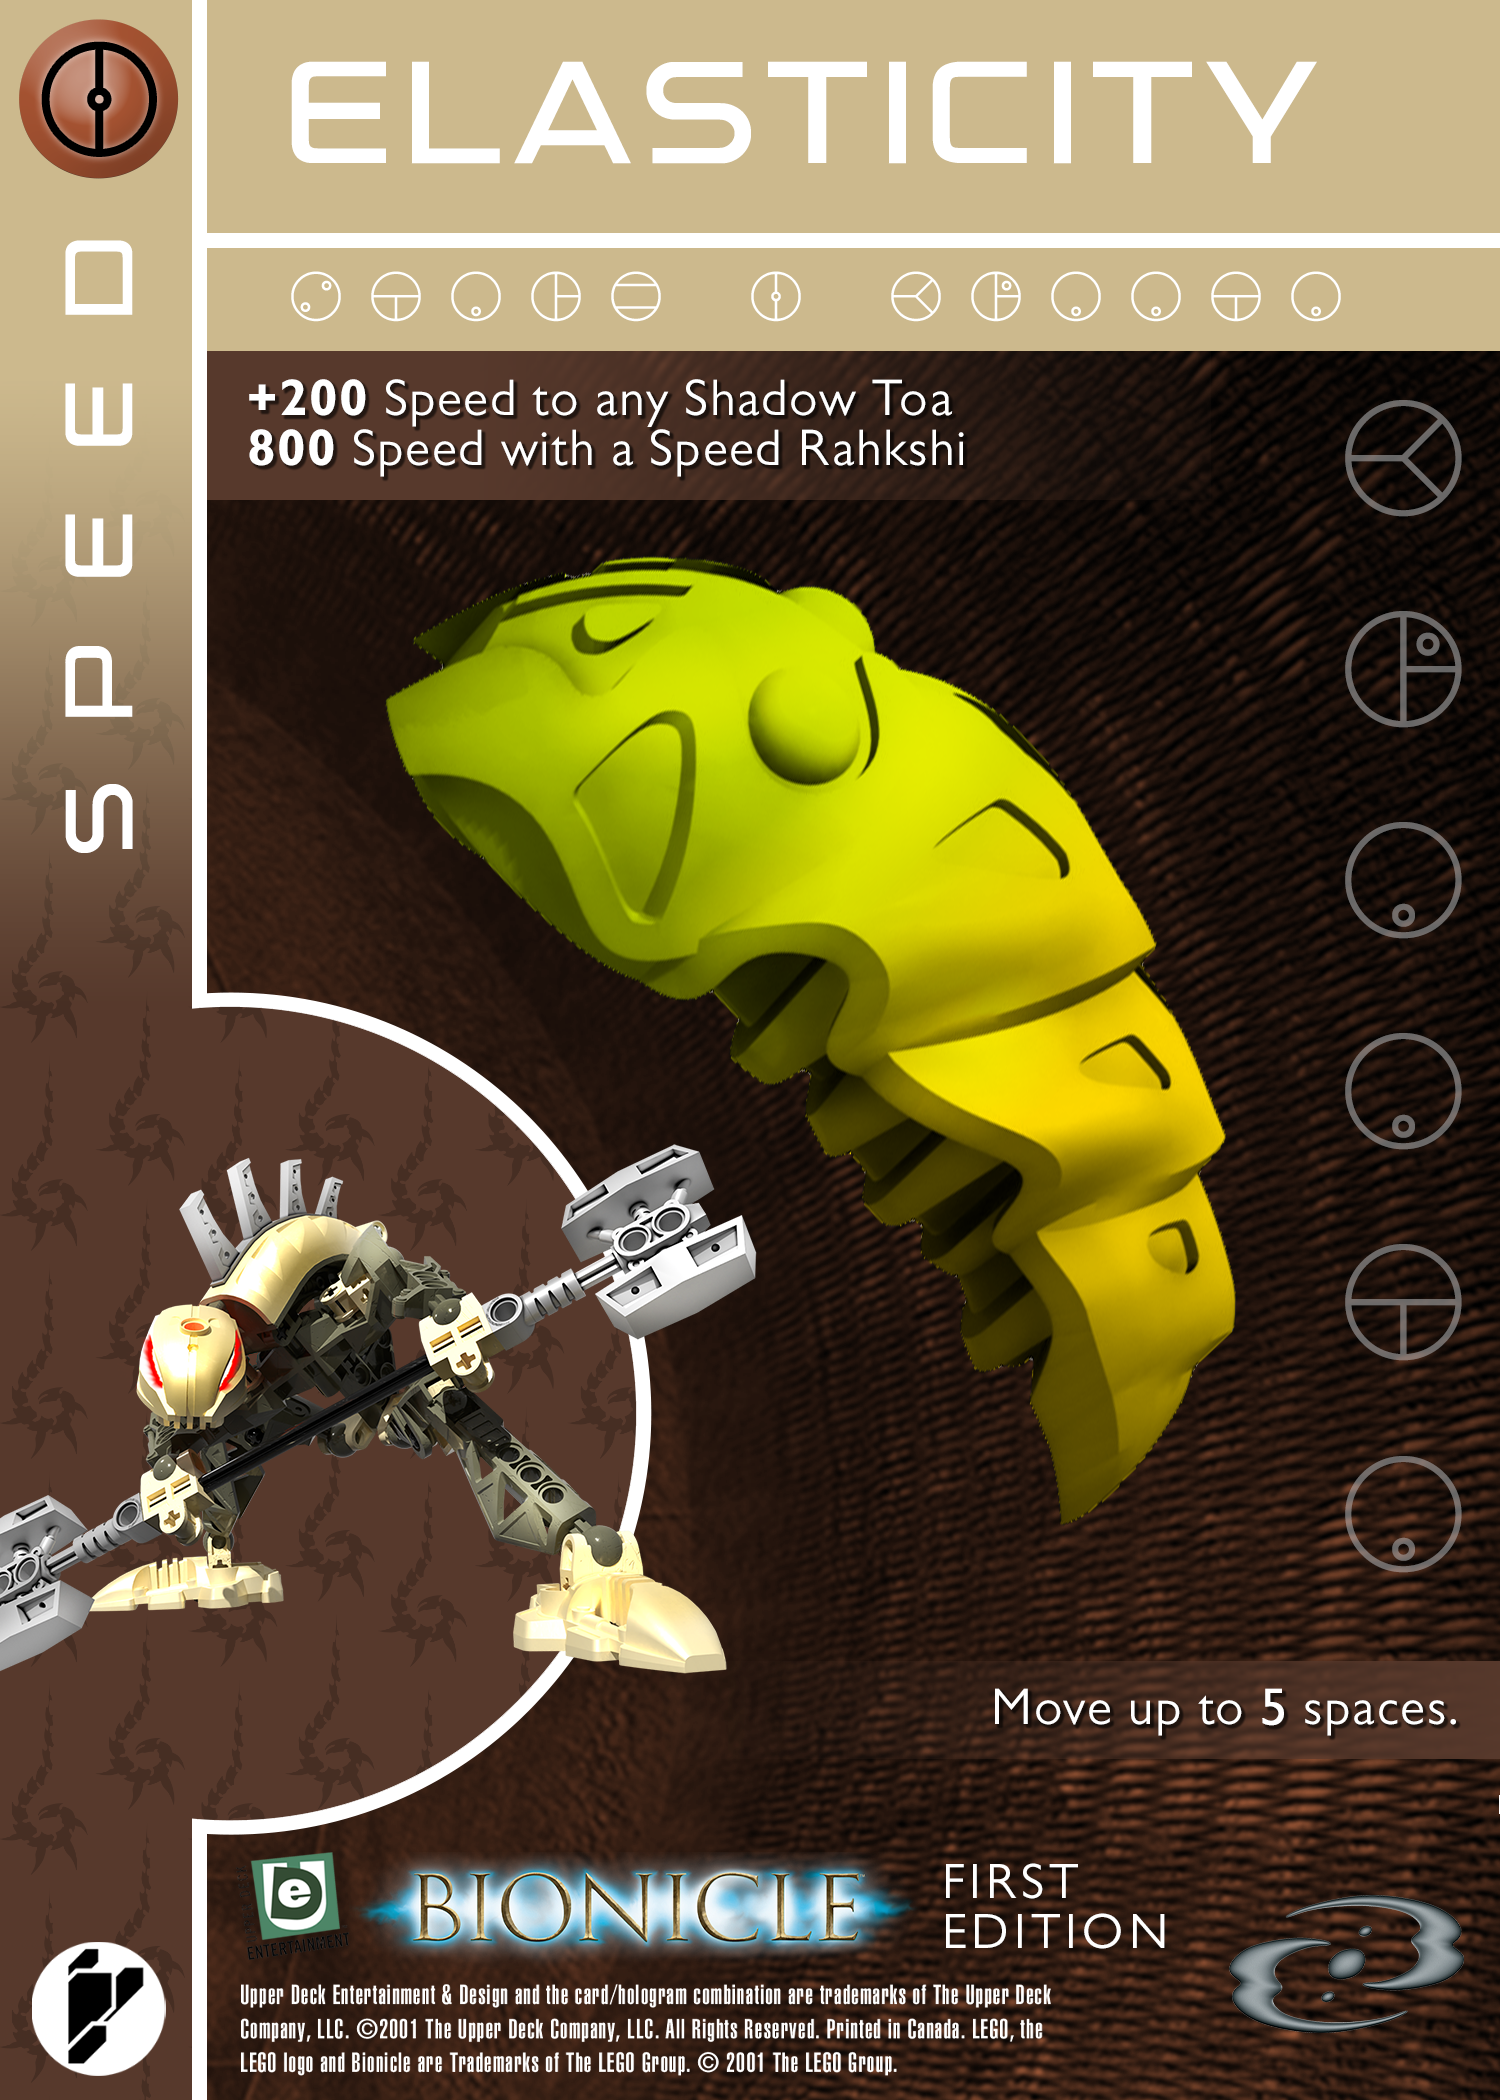 ELASTICITY
SPEED
+200 Speed to any Shadow Toa
800 Speed with a Speed Rahkshi
Move up to 5 spaces.
e
ENTERTAINMENT
BIONICLE
FIRST
EDITION
Upper Deck Entertainment & Design and the card/hologram combination are trademarks of The Upper Deck
Company, LLC. ©2001 The Upper Deck Company, LLC. All Rights Reserved. Printed in Canada. LEGO, the
LEGO logo and Bionicle are Trademarks of The LEGO Group. © 2001 The LEGO Group.